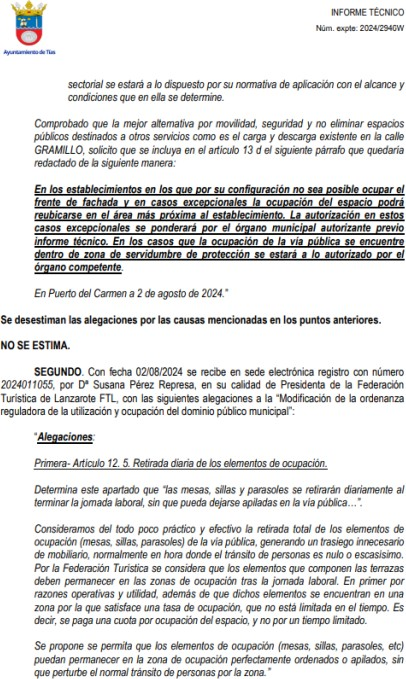 INFORME TÉCNICO
Núm. expte: 2024/2946W
Ayuntamiento de Tías
sectorial se estará a lo dispuesto por su normativa de aplicación con el alcance y
condiciones que en ella se determine.
Comprobado que la mejor alternativa por movilidad, seguridad y no eliminar espacios
públicos destinados a otros servicios como es el carga y descarga existente en la calle
GRAMILLO, solicito que se incluya en el artículo 13 d el siguiente párrafo que quedaría
redactado de la siguiente manera:
En los establecimientos en los que por su configuración no sea posible ocupar el
frente de fachada y en casos excepcionales la ocupación del espacio podrá
reubicarse en el área más próxima al establecimiento. La autorización en estos
casos excepcionales se ponderará por el órgano municipal autorizante previo
informe técnico. En los casos que la ocupación de la vía pública se encuentre
dentro de zona de servidumbre de protección se estará a lo autorizado por el
órgano competente.
En Puerto del Carmen a 2 de agosto de 2024."
Se desestiman las alegaciones por las causas mencionadas en los puntos anteriores.
NO SE ESTIMA.
SEGUNDO. Con fecha 02/08/2024 se recibe en sede electrónica registro con número
2024011055, por Dª Susana Pérez Represa, en su calidad de Presidenta de la Federación
Turística de Lanzarote FTL, con las siguientes alegaciones a la "Modificación de la ordenanza
reguladora de la utilización y ocupación del dominio público municipal":
"Alegaciones:
Primera- Articulo 12. 5. Retirada diaria de los elementos de ocupación.
Determina este apartado que "las mesas, sillas y parasoles se retirarán diariamente al
terminar la jornada laboral, sin que pueda dejarse apiladas en la vía pública…".
Consideramos del todo poco práctico y efectivo la retirada total de los elementos de
ocupación (mesas, sillas, parasoles) de la vía pública, generando un trasiego innecesario
de mobiliario, normalmente en hora donde el tránsito de personas es nulo o escasísimo.
Por la Federación Turística se considera que los elementos que componen las terrazas
deben permanecer en las zonas de ocupación tras la jornada laboral. En primer por
razones operativas y utilidad, además de que dichos elementos se encuentran en una
zona por la que satisface una tasa de ocupación, que no está limitada en el tiempo. Es
decir, se paga una cuota por ocupación del espacio, y no por un tiempo limitado.
Se propone se permita que los elementos de ocupación (mesas, sillas, parasoles, etc)
puedan permanecer en la zona de ocupación perfectamente ordenados o apilados, sin
que perturbe el normal tránsito de personas por la zona."